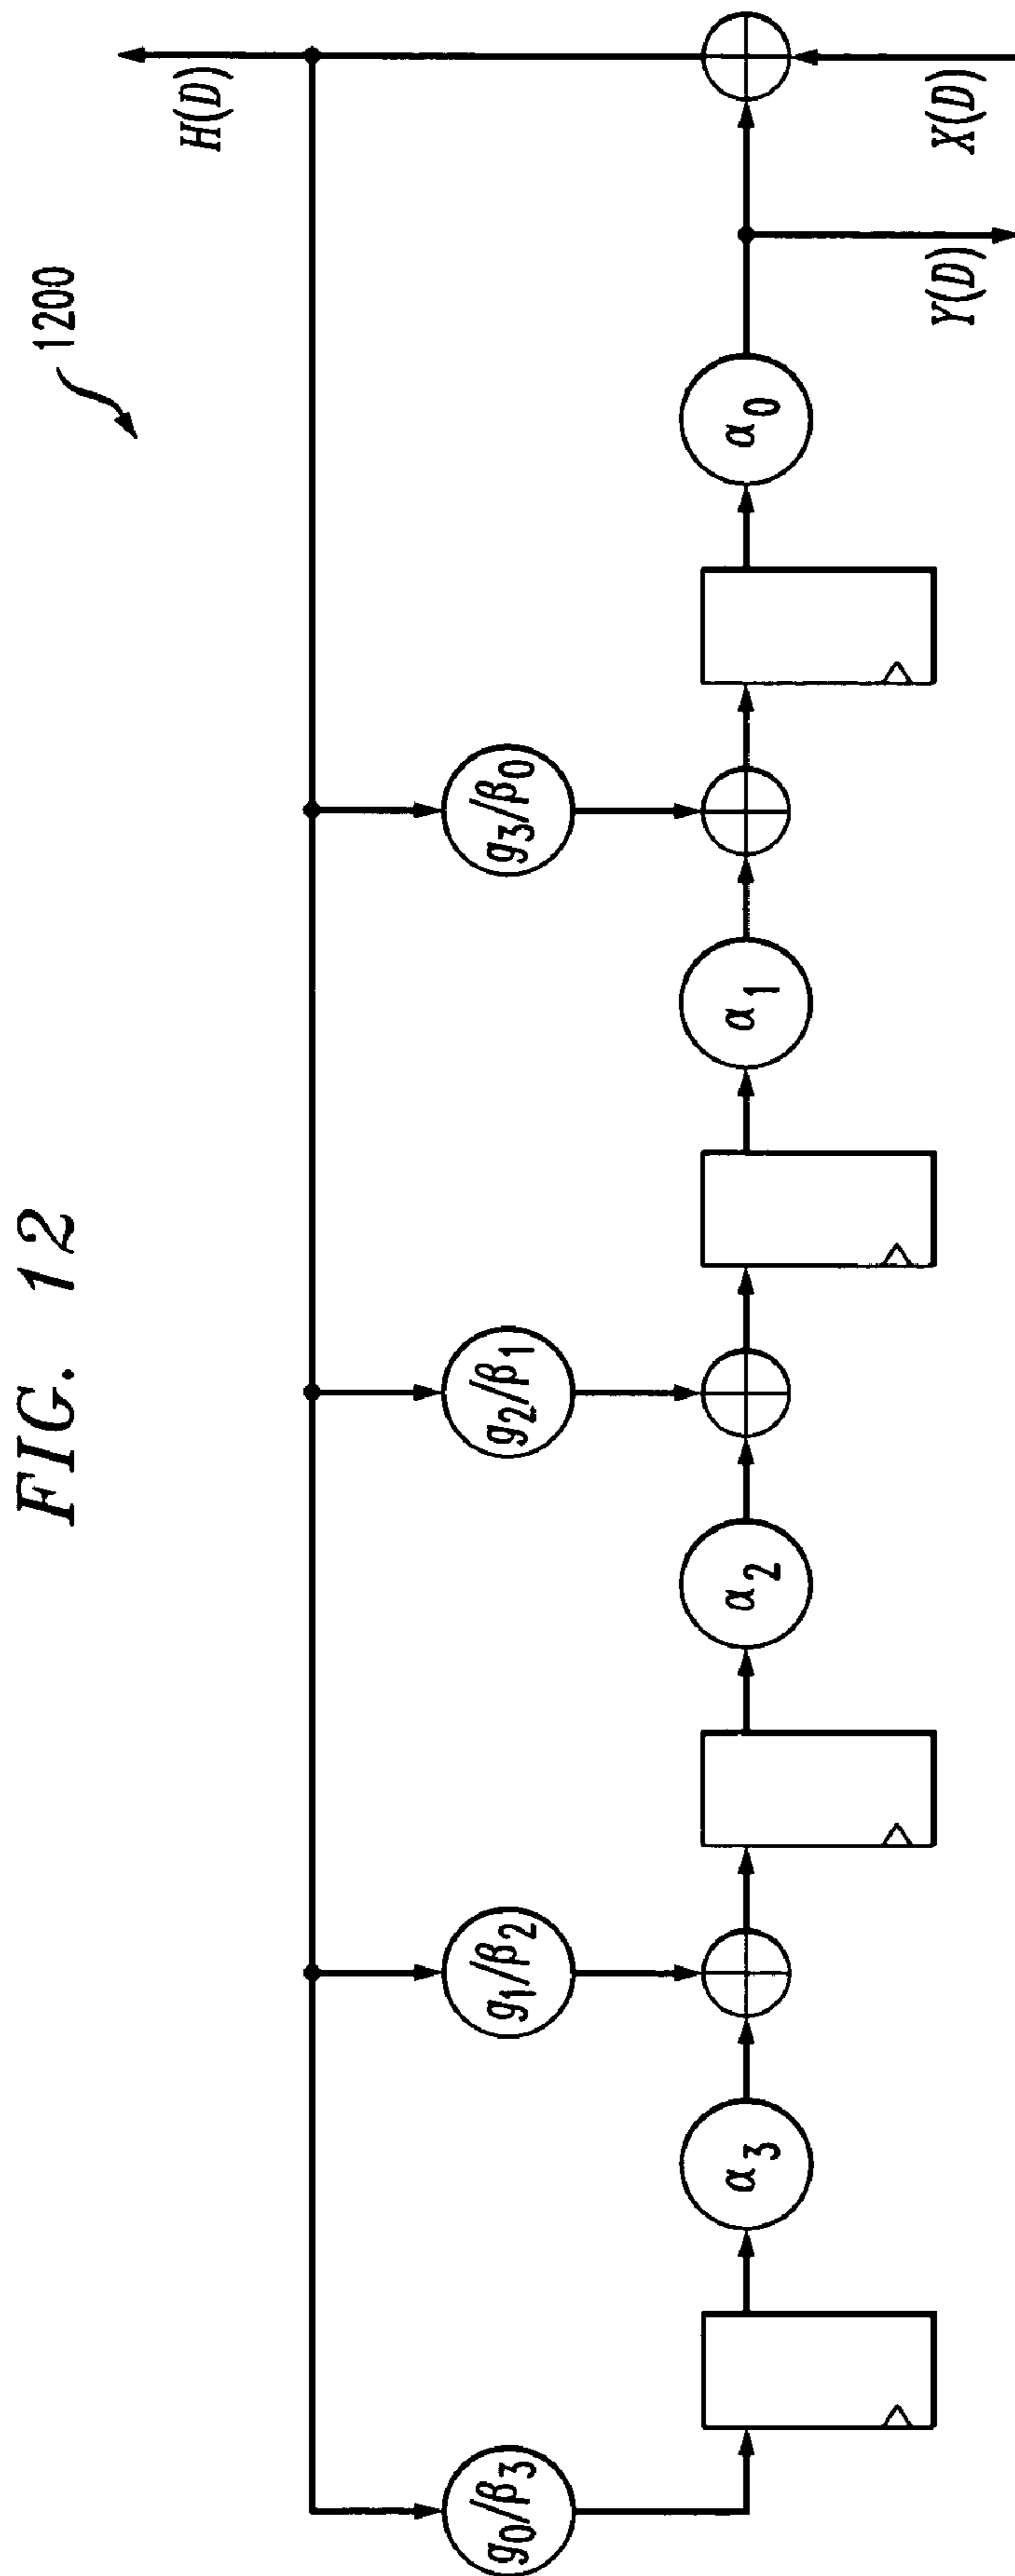 FIG. 12
1200
H(D)
g₀/β₃
g₁/β₂
g₂/β₁
g₃/β₀
α₃
α₂
α₁
α₀
Y(D)
X(D)